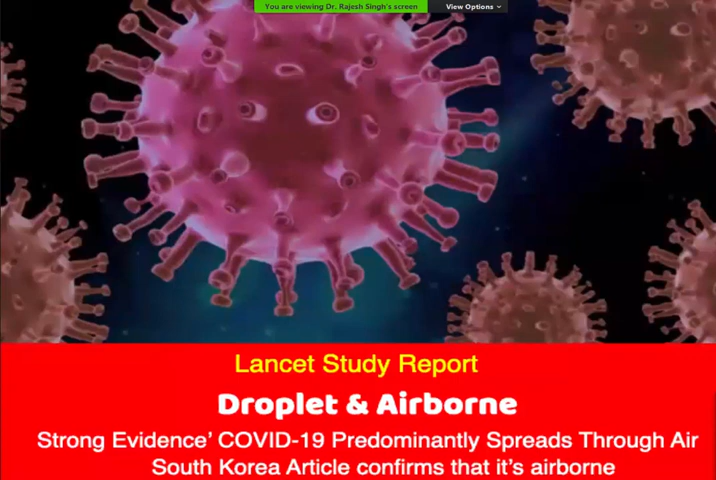 You are viewing Dr. Rajesh Singh's screen View Options
Lancet Study Report
Droplet & Airborne
Strong Evidence' COVID-19 Predominantly Spreads Through Air
South Korea Article confirms that it's airborne